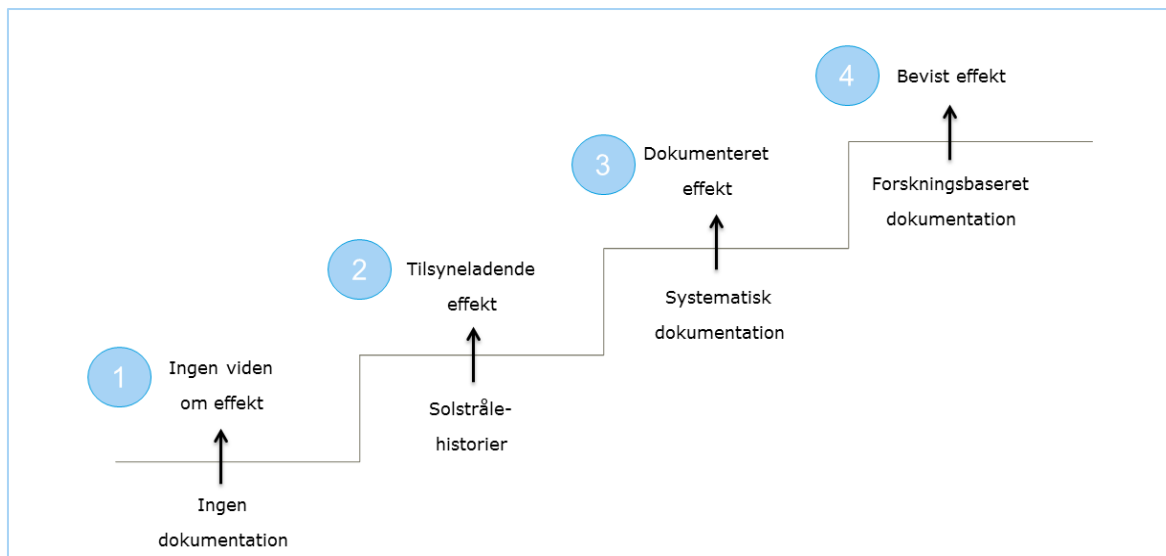 1
Ingen viden
om effekt
Ingen
dokumentation
2
Tilsyneladende
effekt
Solstråle-
historier
3
Dokumenteret
effekt
Systematisk
dokumentation
4
Bevist effekt
Forskningsbaseret
dokumentation